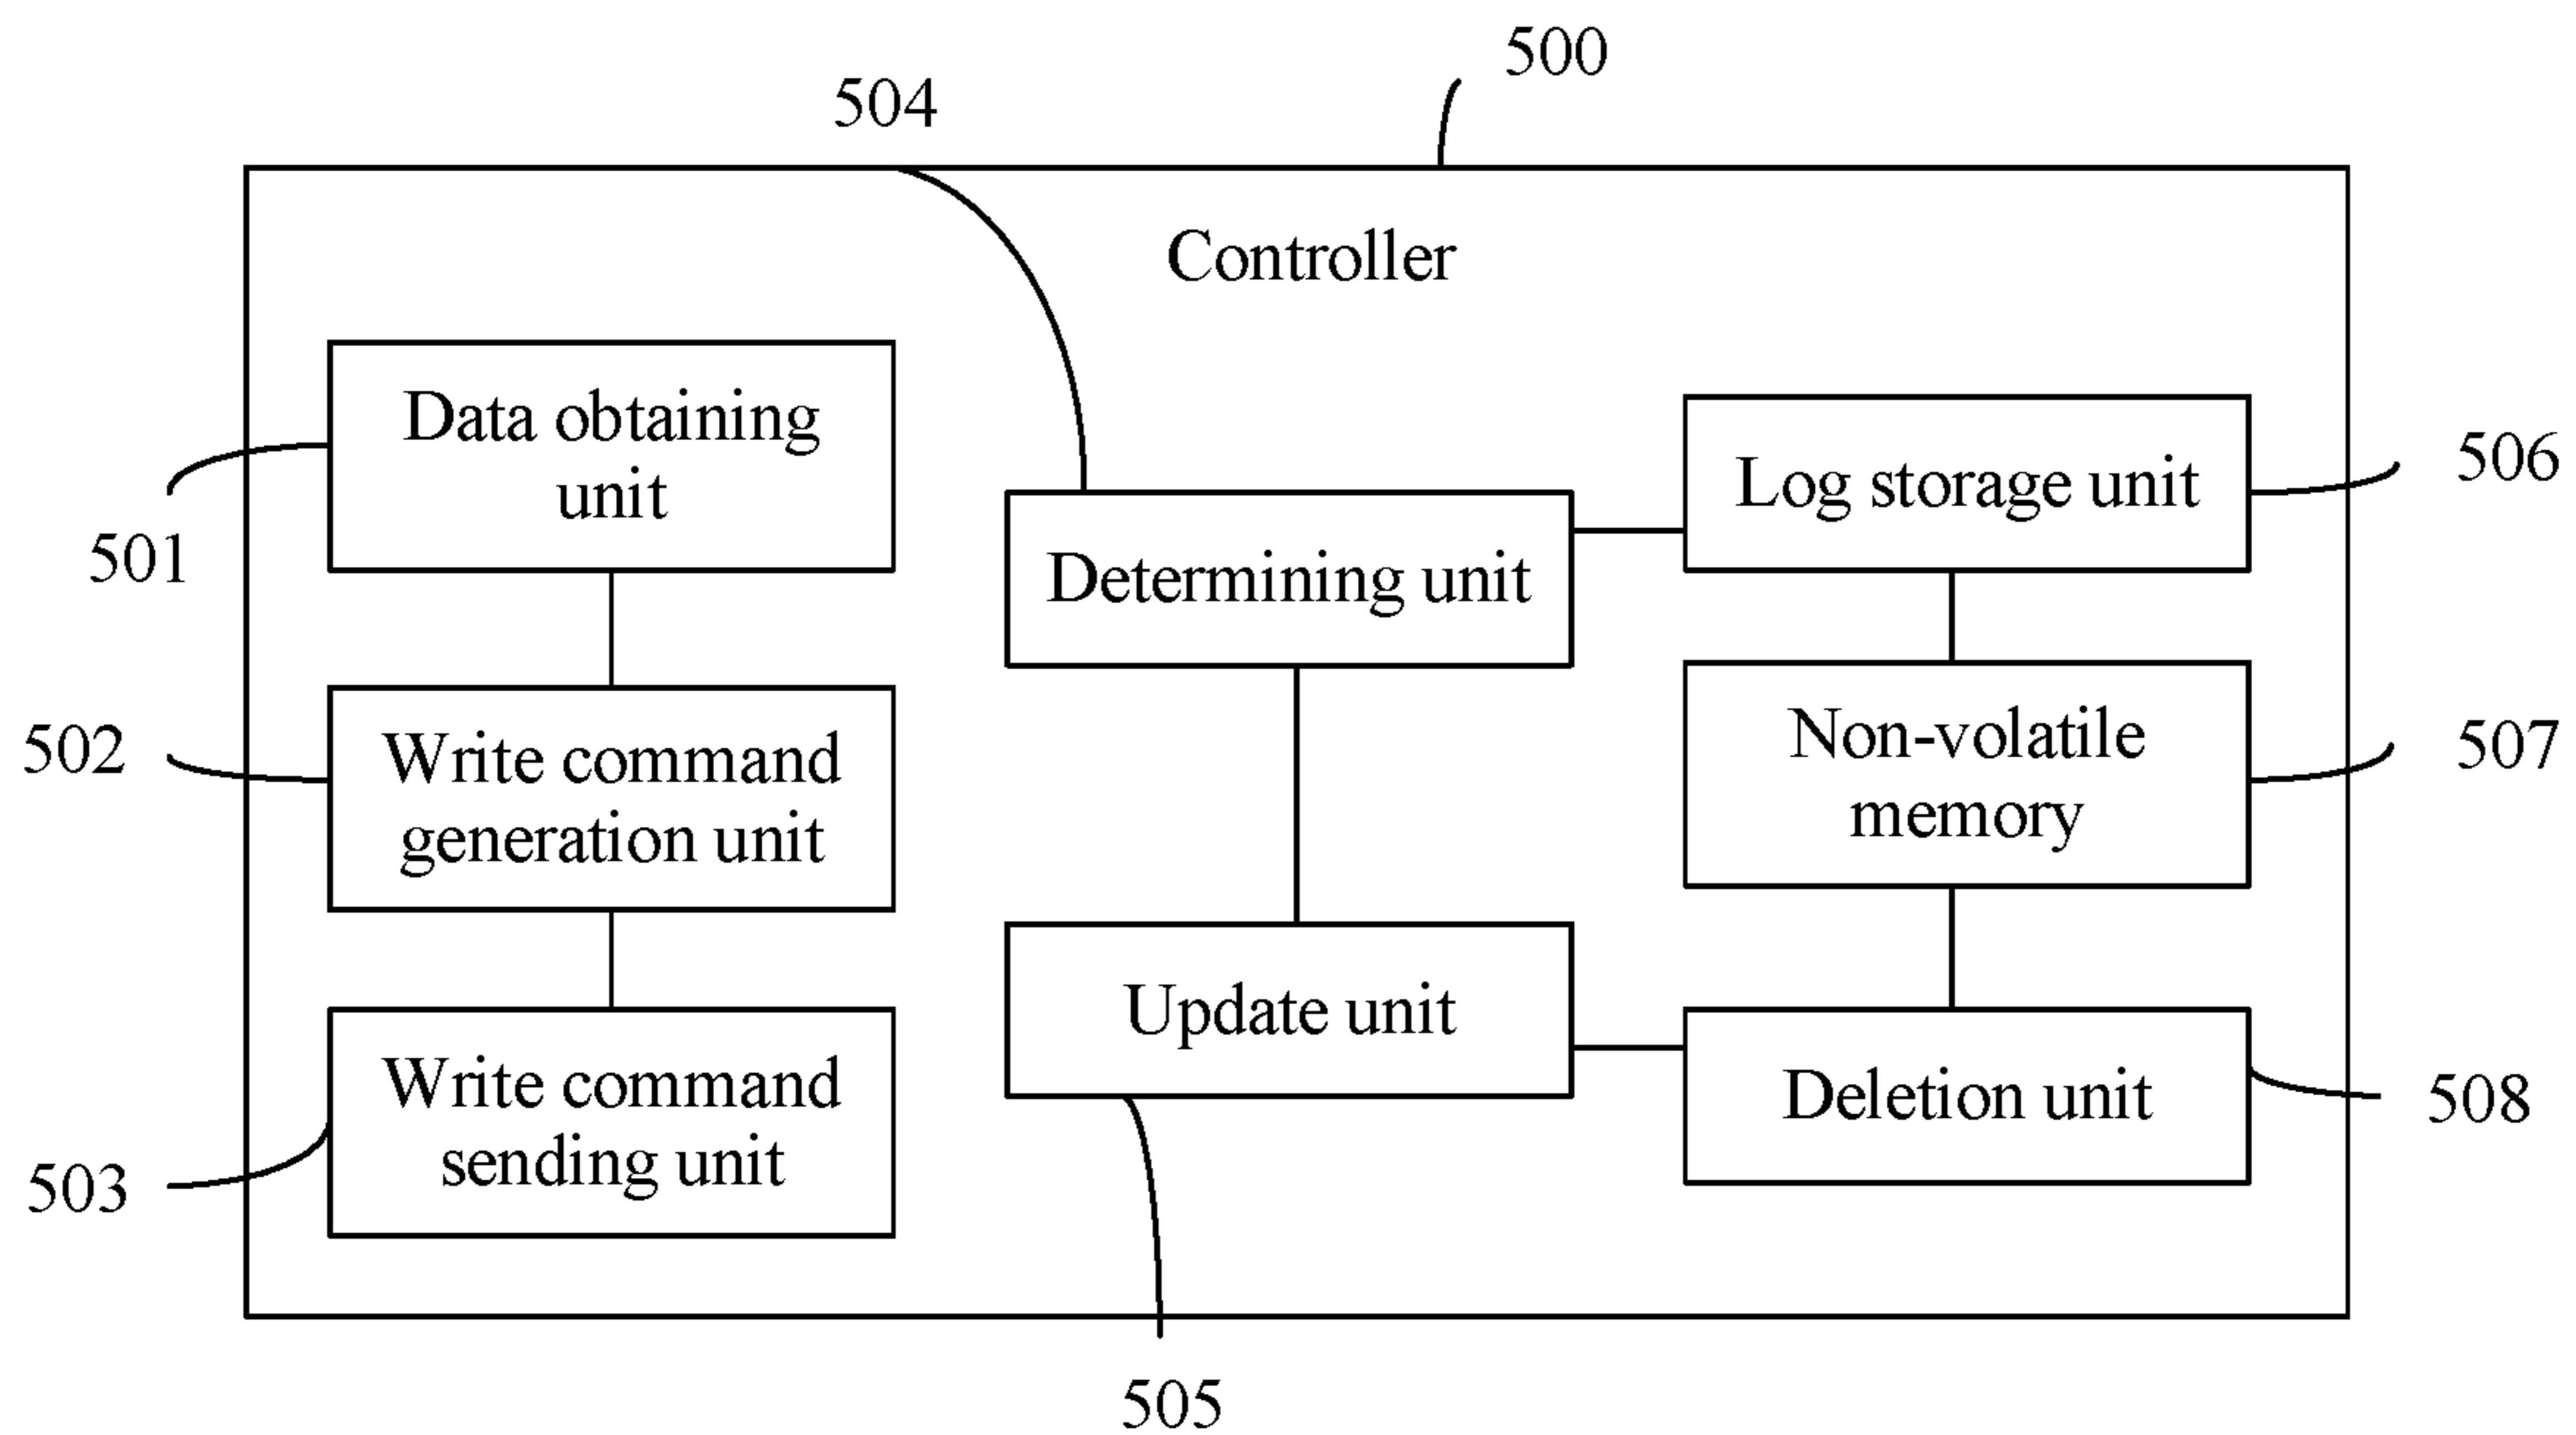 500
504
Controller
Data obtaining
unit
501
Log storage unit
506
Determining unit
502
Write command
generation unit
Non-volatile
memory
507
Update unit
Write command
sending unit
503
Deletion unit
508
505